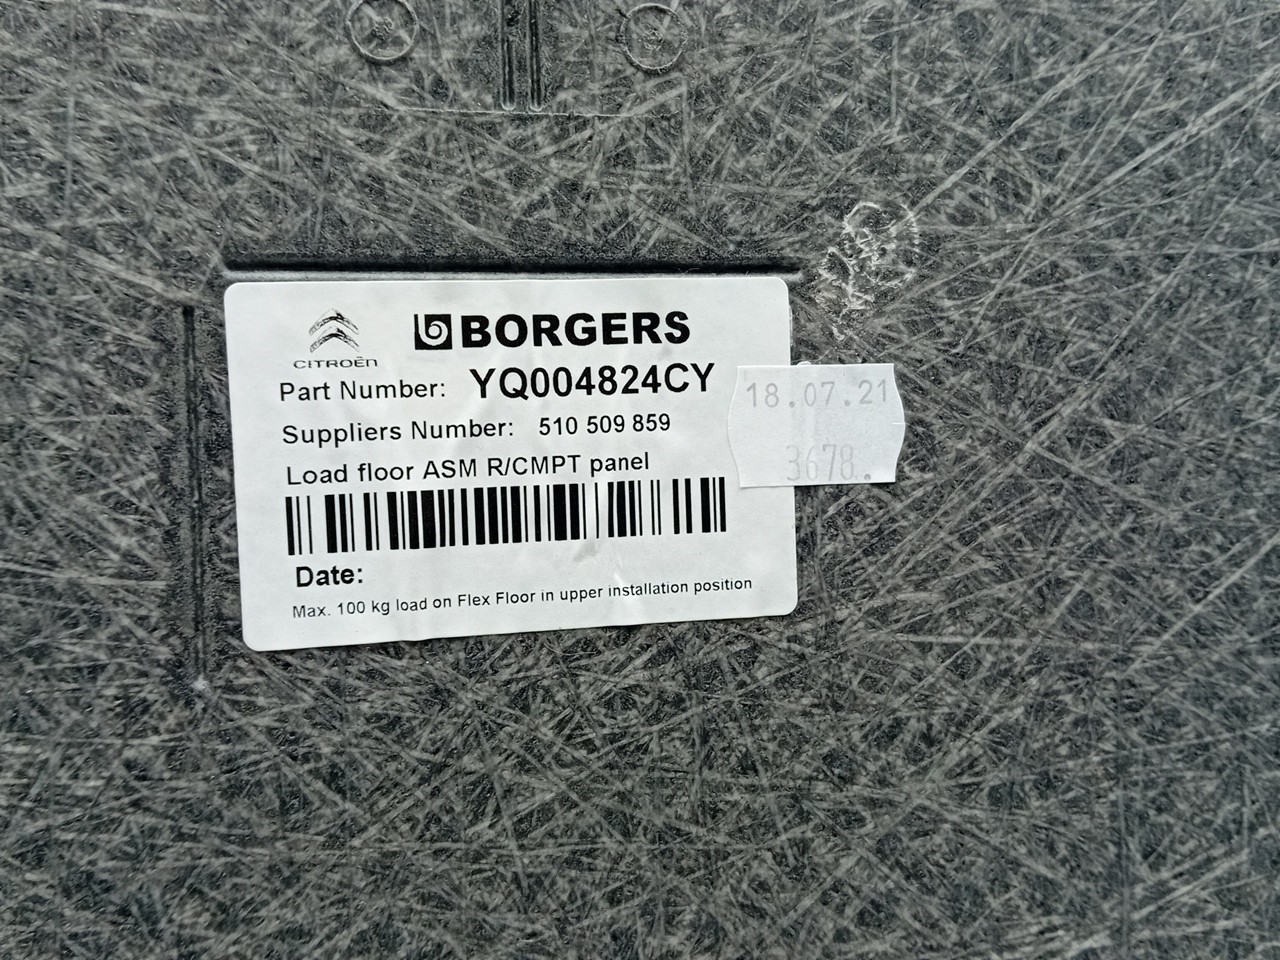 CITROËN
BORGERS
Part Number: YQ004824CY
Suppliers Number: 510 509 859
Load floor ASM R/CMPT panel
Date:
Max. 100 kg load on Flex Floor in upper installation position
18.07.21
3678.